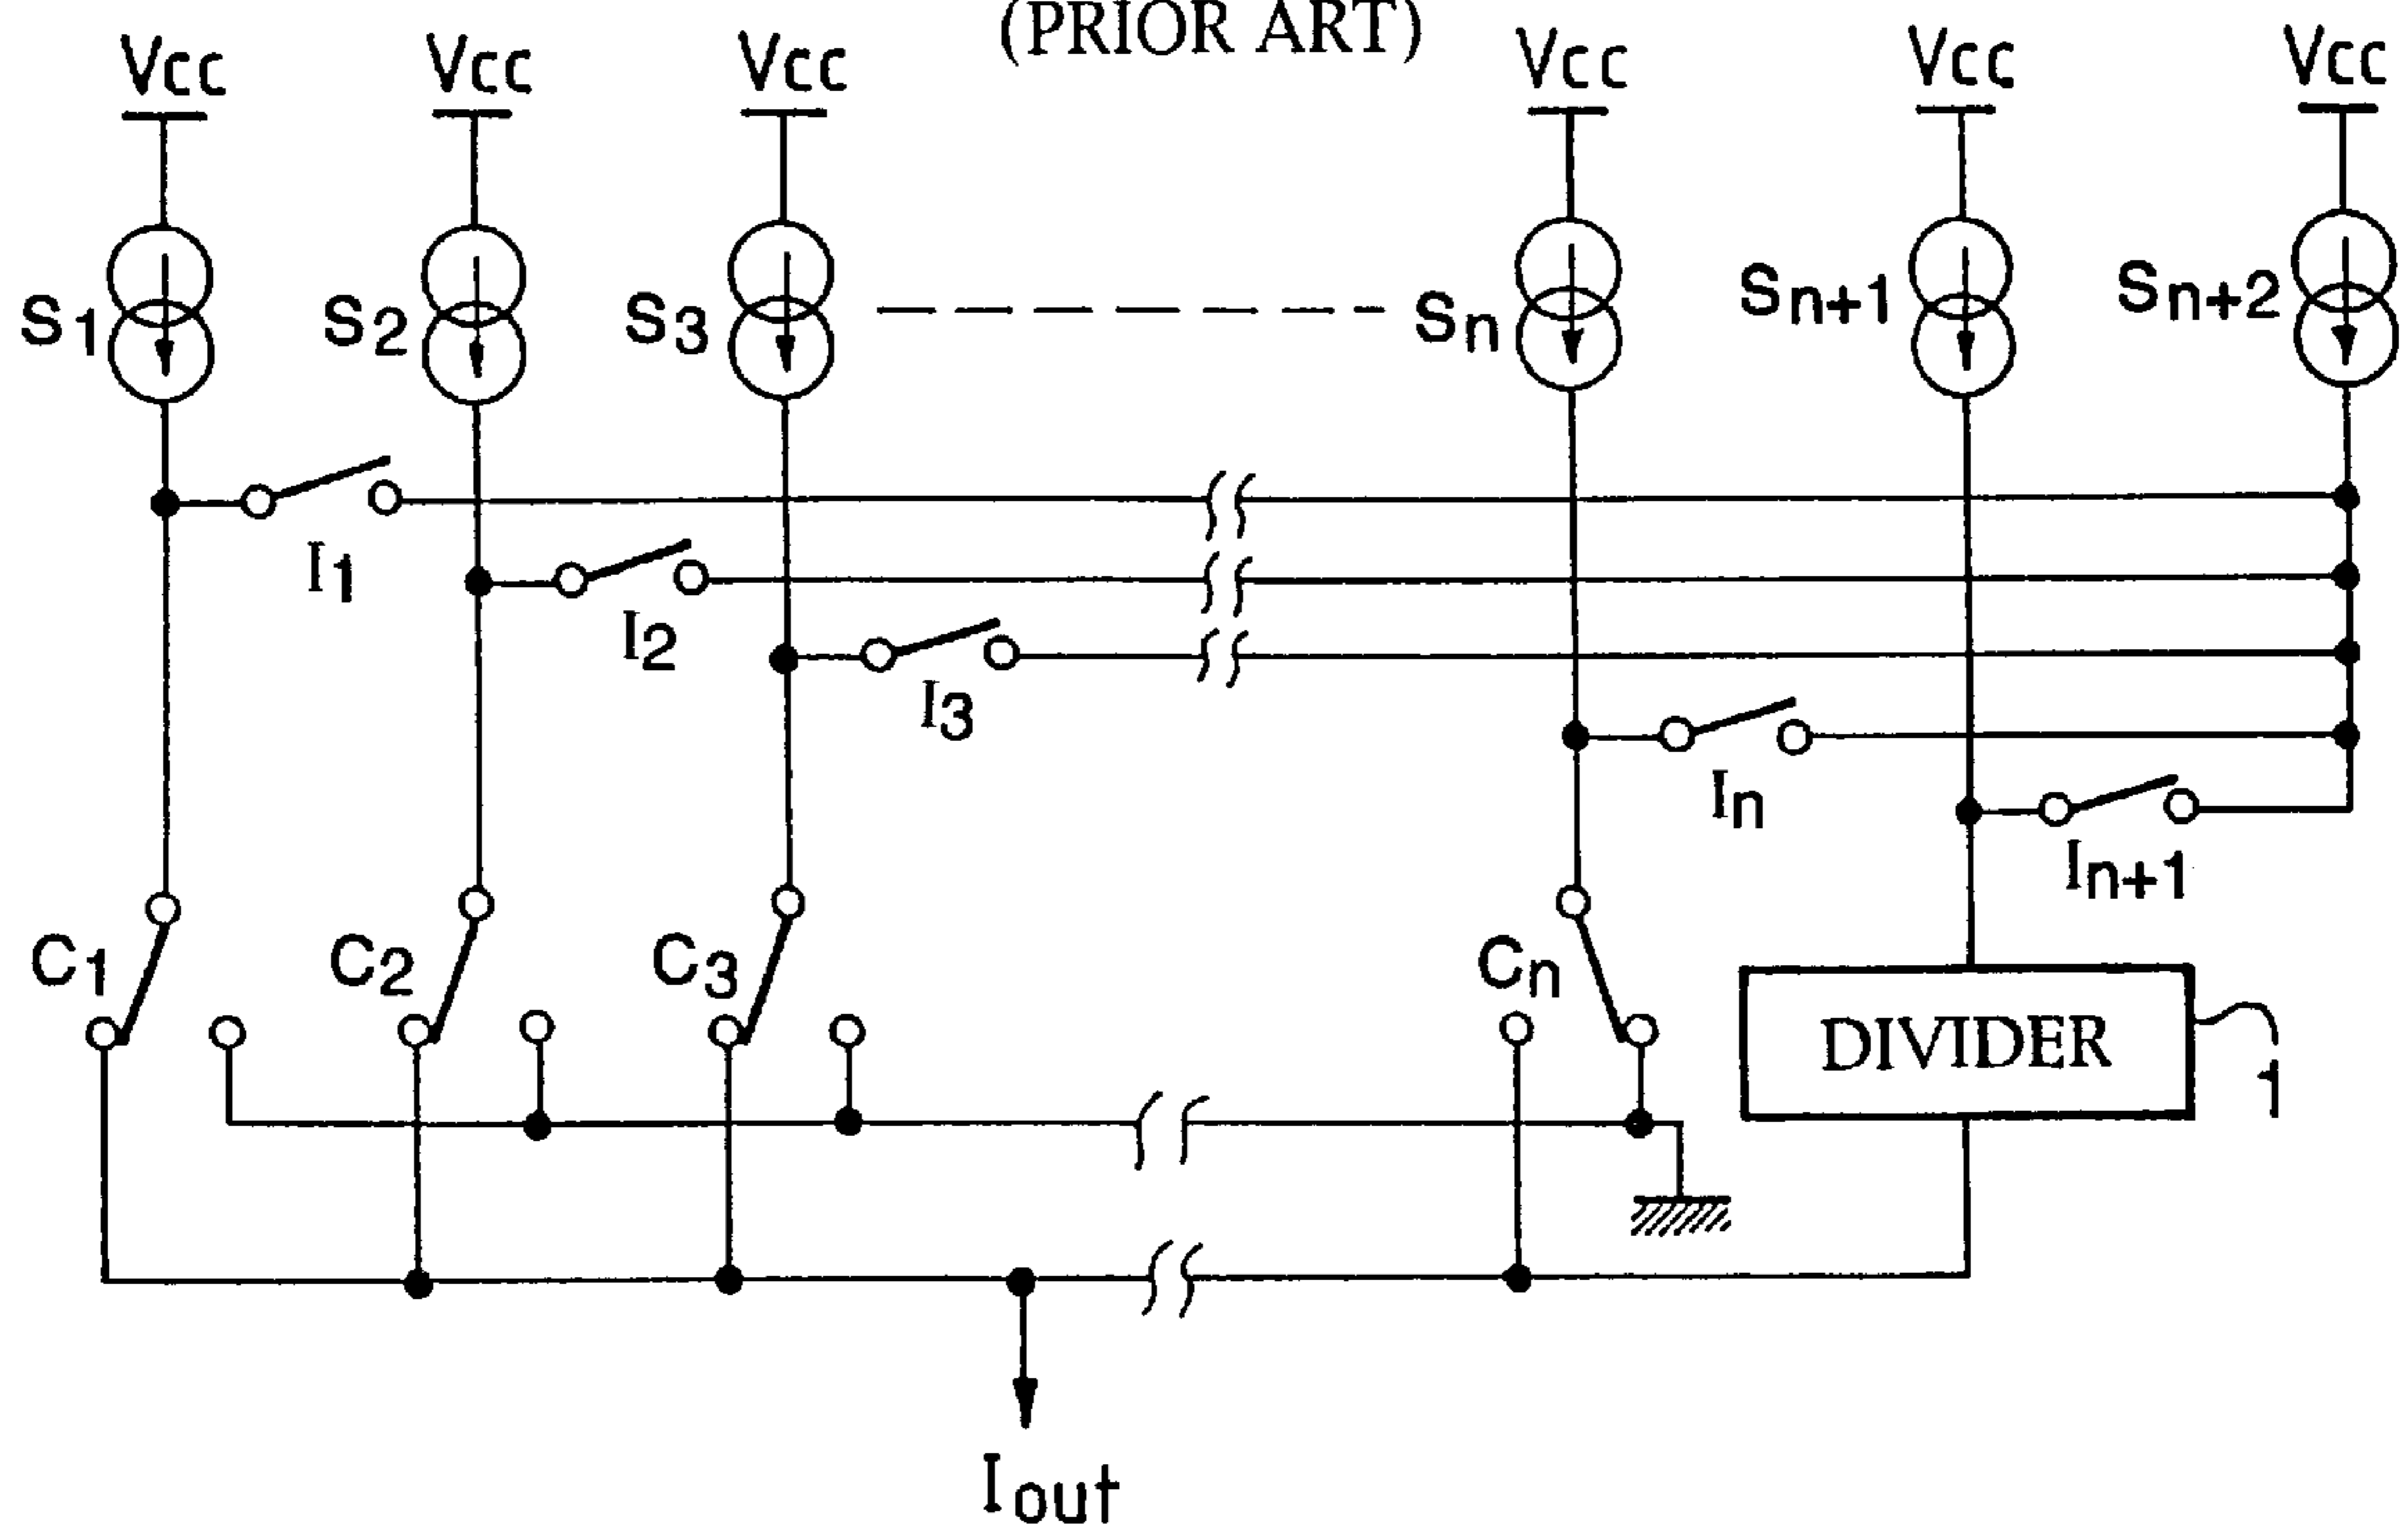 (PRIOR ART)
Vcc Vcc Vcc Vcc Vcc Vcc
S1 S2 S3 Sn Sn+1 Sn+2
I1
I2
I3
In
In+1
C1 C2 C3 Cn
DIVIDER
1
Iout